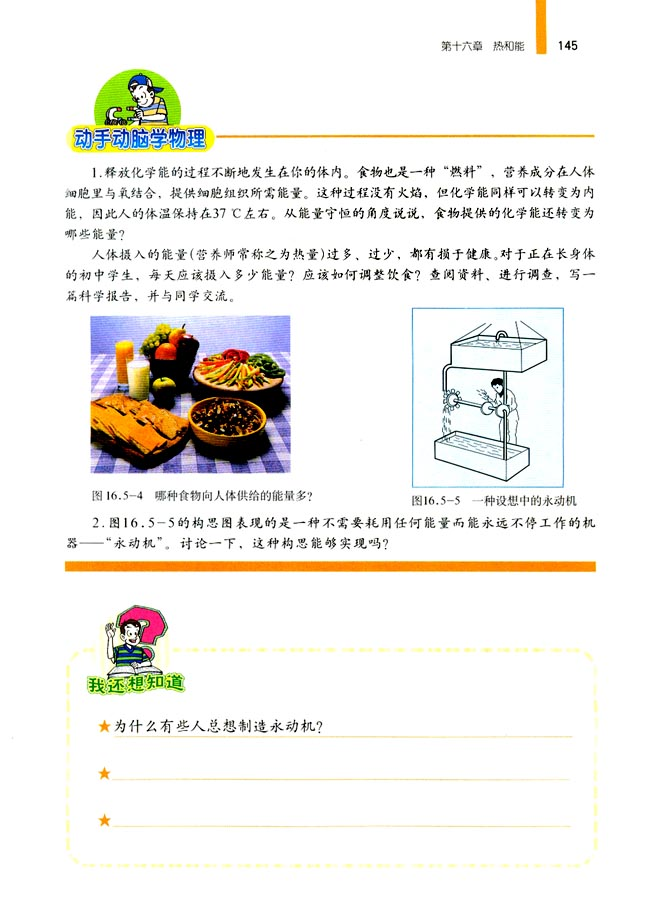 第十六章 热和能 145
动手动脑学物理
1.释放化学能的过程不断地发生在你的体内。食物也是一种“燃料”，营养成分在人体
细胞里与氧结合，提供细胞组织所需能量。这种过程没有火焰，但化学能同样可以转变为内
能，因此人的体温保持在37 ℃左右。从能量守恒的角度说说，食物提供的化学能还转变为
哪些能量？
人体摄入的能量(营养师常称之为热量)过多、过少，都有损于健康。对于正在长身体
的初中学生，每天应该摄入多少能量？应该如何调整饮食？查阅资料、进行调查，写一
篇科学报告，并与同学交流。
图16.5-4 哪种食物向人体供给的能量多？
图16.5-5 一种设想中的永动机
2.图16.5-5的构思图表现的是一种不需要耗用任何能量而能永远不停工作的机
器——“永动机”。讨论一下，这种构思能够实现吗？
我还想知道
★为什么有些人总想制造永动机？
★
★